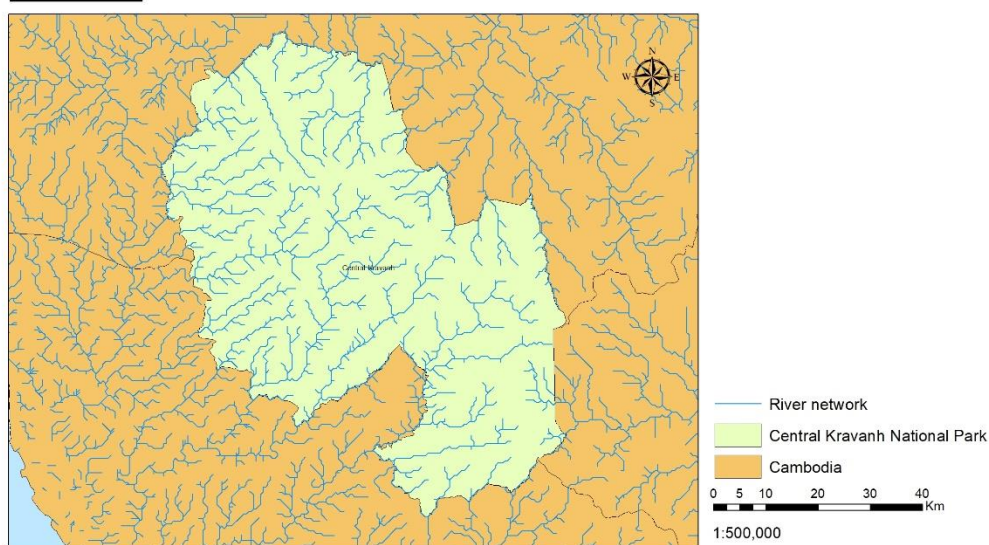 N
W E
S
Central Kravanh
River network
Central Kravanh National Park
Cambodia
0 5 10 20 30 40
Km
1:500,000